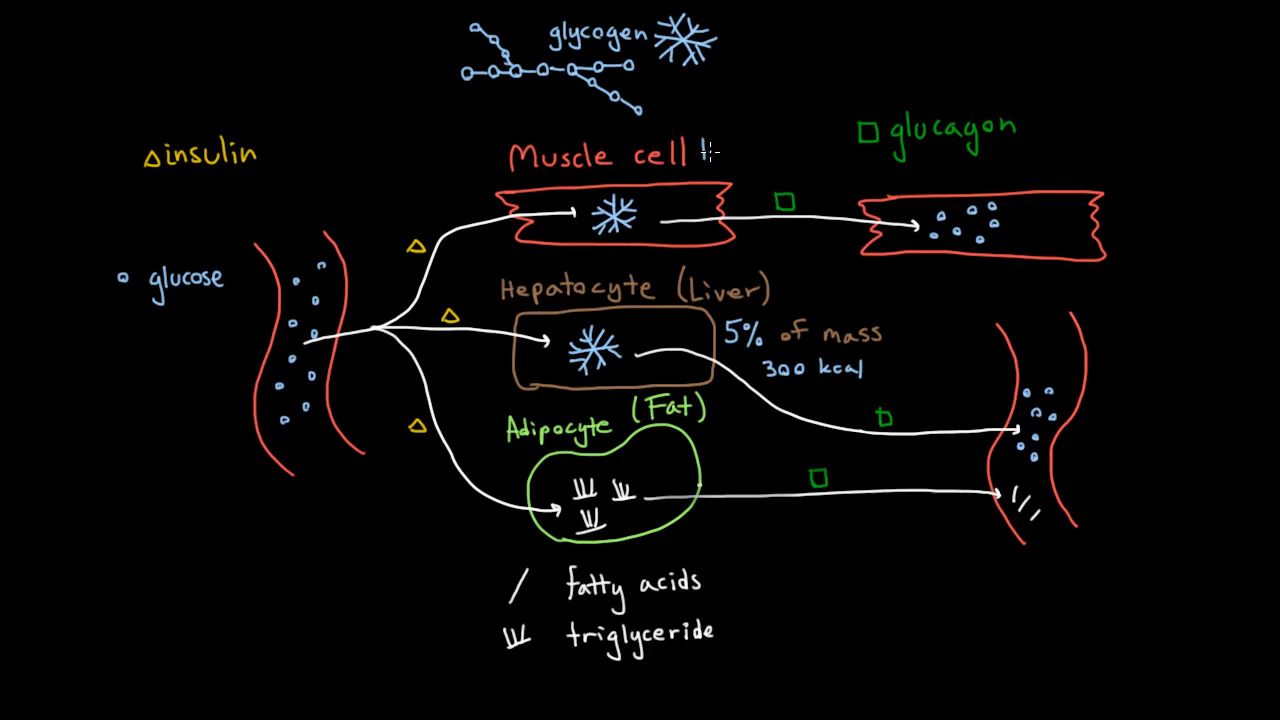 glycogen
glucagon
insulin
Muscle cell
glucose
Hepatocyte (Liver)
5% of mass
300 kcal
Adipocyte (Fat)
fatty acids
triglyceride